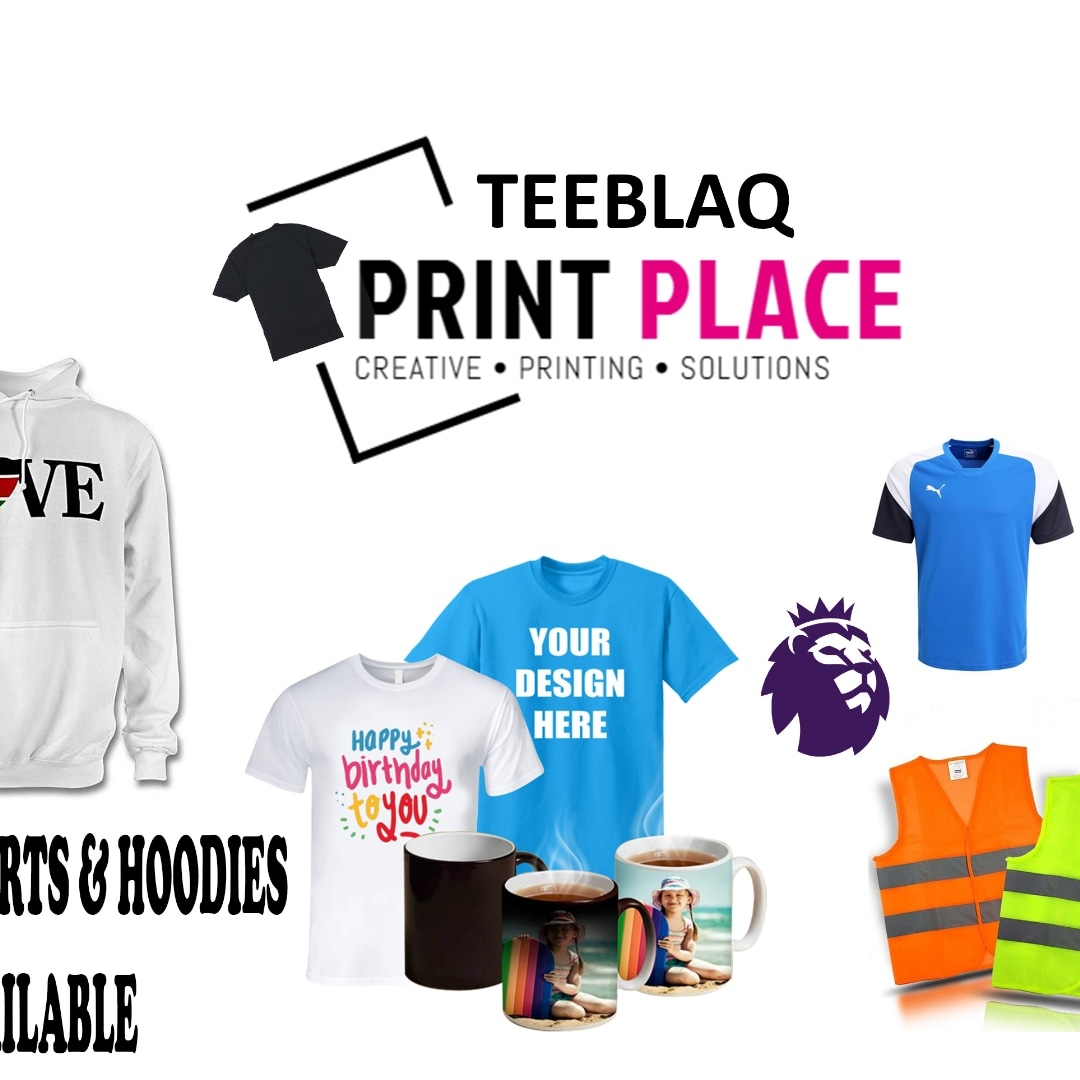 TEEBLAQ
PRINT PLACE
CREATIVE • PRINTING • SOLUTIONS
VE
YOUR
DESIGN
HERE
HAPPY
birthday
to you
RTS & HOODIES
ILABLE